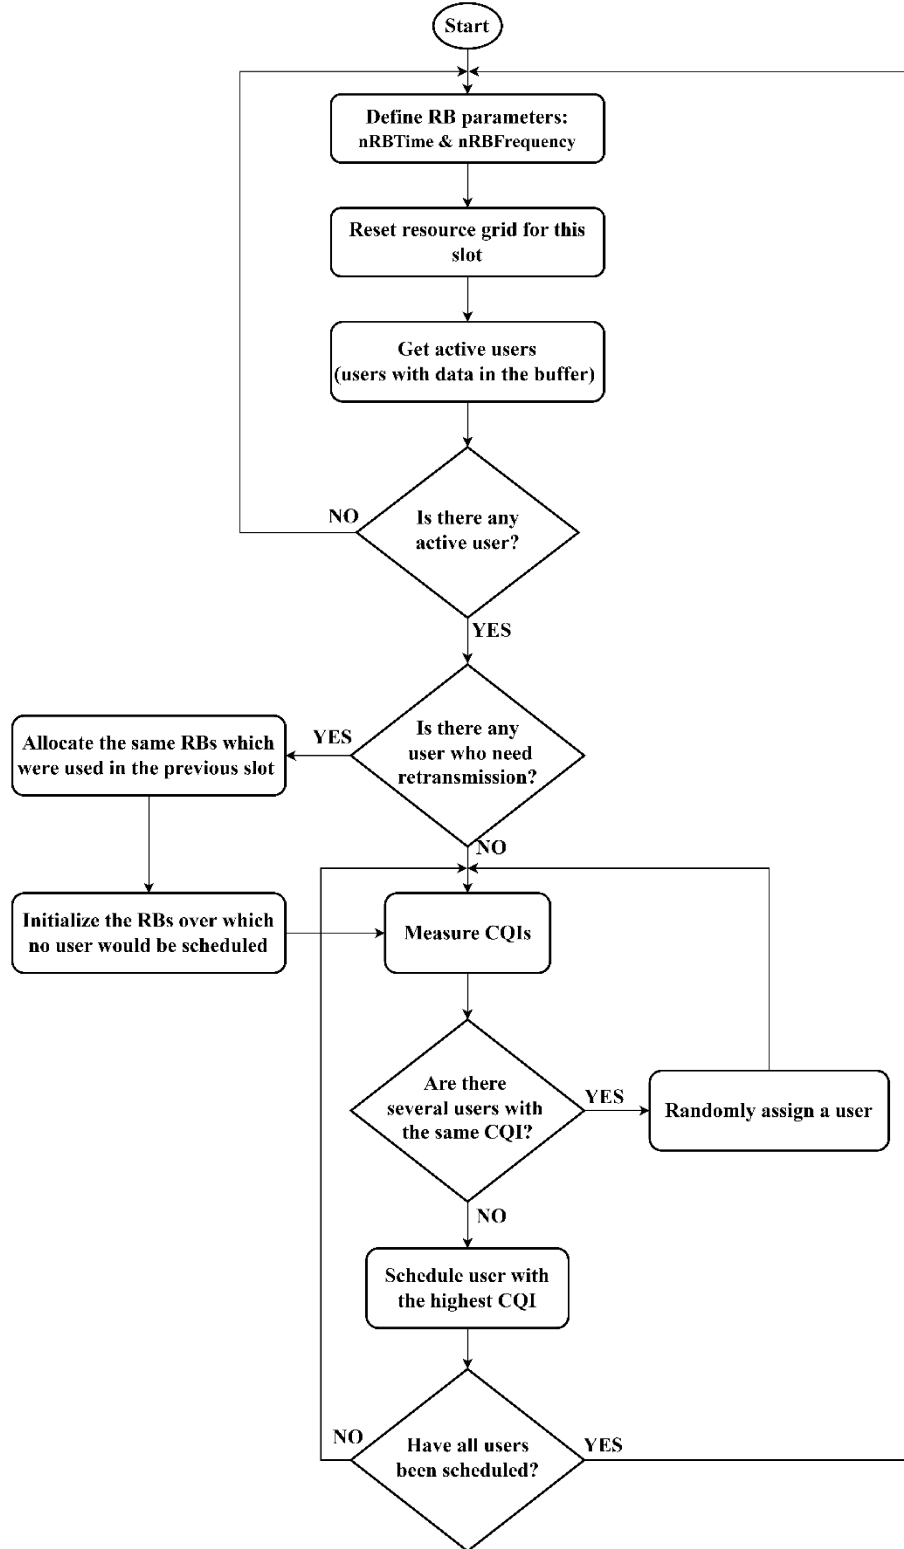 Start
Define RB parameters:
nRBTime & nRBFrequency
Reset resource grid for this
slot
Get active users
(users with data in the buffer)
NO
Is there any
active user?
YES
Is there any
user who need
retransmission?
YES
Allocate the same RBs which
were used in the previous slot
NO
Initialize the RBs over which
no user would be scheduled
Measure CQIs
Are there
several users with
the same CQI?
YES
Randomly assign a user
NO
Schedule user with
the highest CQI
NO
Have all users
been scheduled?
YES